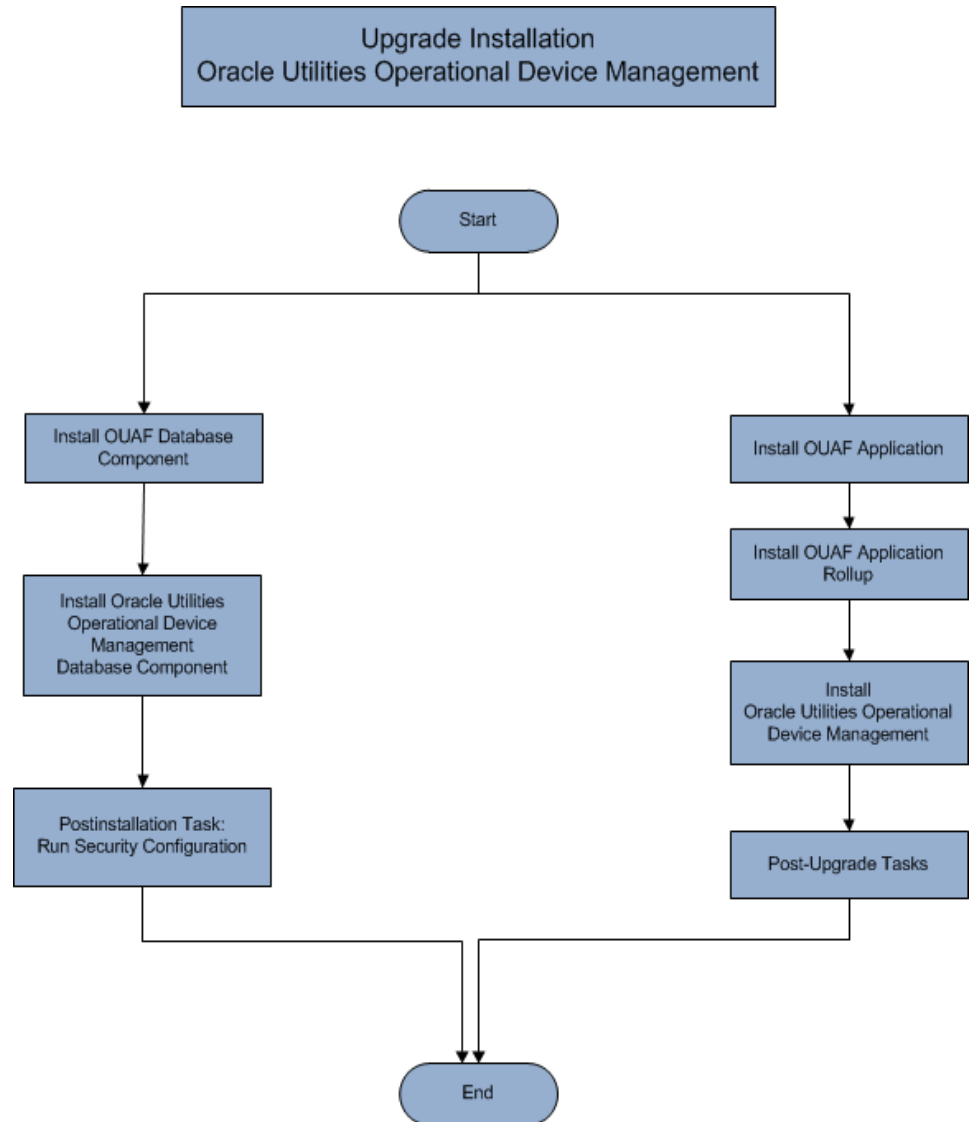 Upgrade Installation
Oracle Utilities Operational Device Management
Start
Install OUAF Database
Component
Install Oracle Utilities
Operational Device
Management
Database Component
Postinstallation Task:
Run Security Configuration
Install OUAF Application
Install OUAF Application
Rollup
Install
Oracle Utilities Operational
Device Management
Post-Upgrade Tasks
End